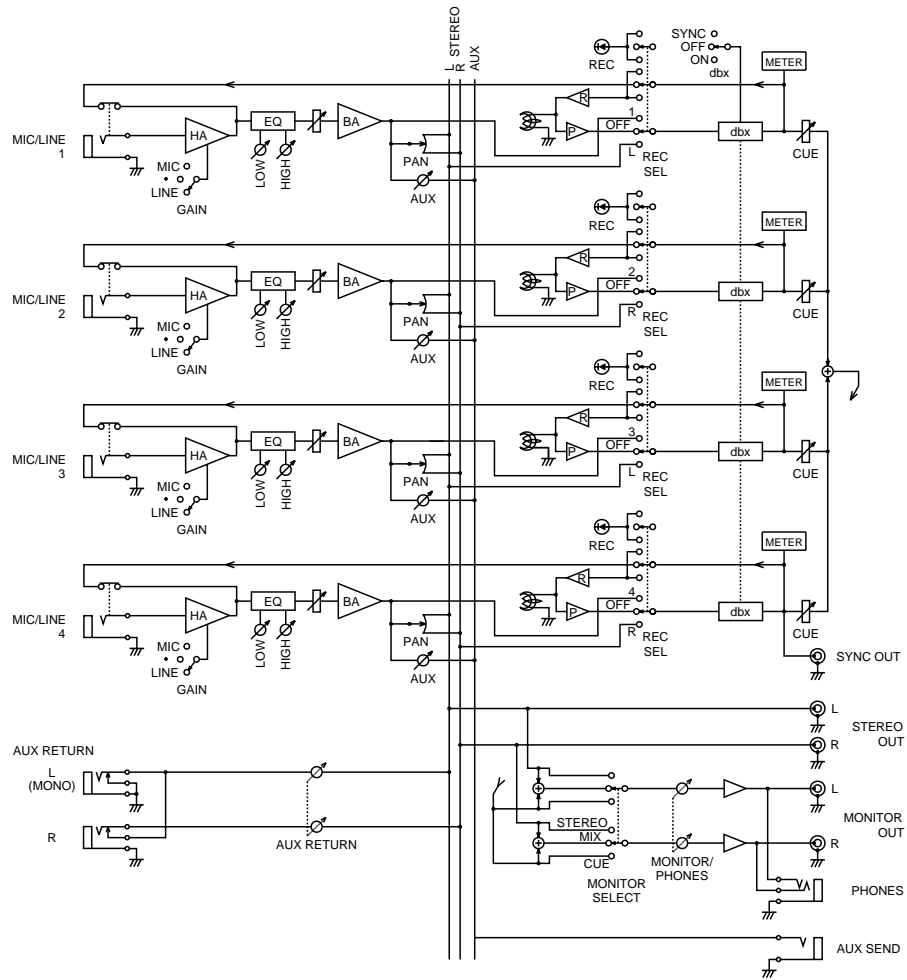 L STEREO
R
AUX
SYNC
OFF
ON
dbx
REC
METER
R
1
MIC/LINE
1
HA
EQ
BA
P
OFF
dbx
CUE
MIC
LINE
GAIN
LOW
HIGH
PAN
AUX
L
REC
SEL
REC
METER
R
2
MIC/LINE
2
HA
EQ
BA
P
OFF
dbx
CUE
MIC
LINE
GAIN
LOW
HIGH
PAN
AUX
R
REC
SEL
REC
METER
R
3
MIC/LINE
3
HA
EQ
BA
P
OFF
dbx
CUE
MIC
LINE
GAIN
LOW
HIGH
PAN
AUX
L
REC
SEL
REC
METER
R
4
MIC/LINE
4
HA
EQ
BA
P
OFF
dbx
CUE
MIC
LINE
GAIN
LOW
HIGH
PAN
AUX
R
REC
SEL
SYNC OUT
L
STEREO
OUT
R
AUX RETURN
L
(MONO)
R
AUX RETURN
STEREO
MIX
CUE
MONITOR
SELECT
MONITOR/
PHONES
L
MONITOR
OUT
R
PHONES
AUX SEND